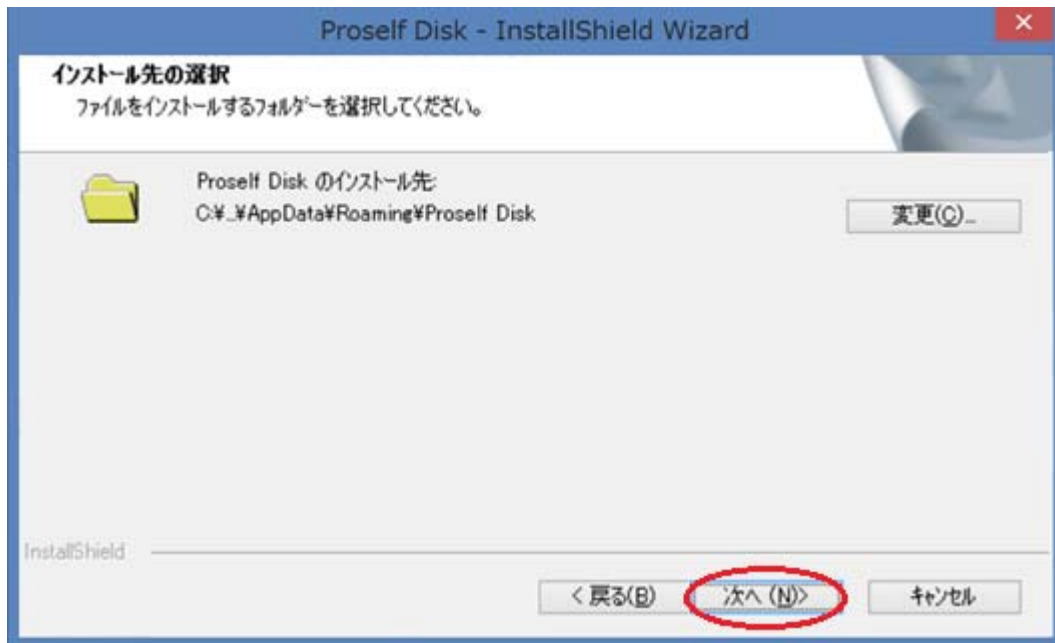 Proself Disk - InstallShield Wizard
インストール先の選択
ファイルをインストールするフォルダーを選択してください。
Proself Disk のインストール先:
C:¥...¥AppData¥Roaming¥Proself Disk
変更(C)...
InstallShield
< 戻る(B)
次へ (N)>
キャンセル